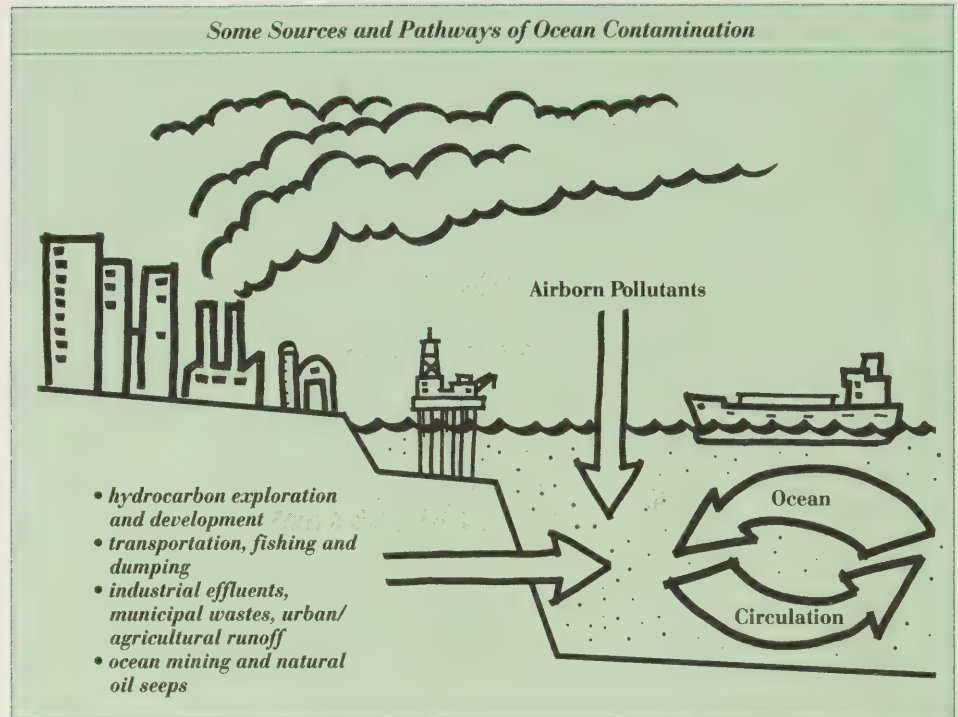 Some Sources and Pathways of Ocean Contamination
Airborn Pollutants
Ocean
Circulation
• hydrocarbon exploration
and development
• transportation, fishing and
dumping
• industrial effluents,
municipal wastes, urban/
agricultural runoff
• ocean mining and natural
oil seeps